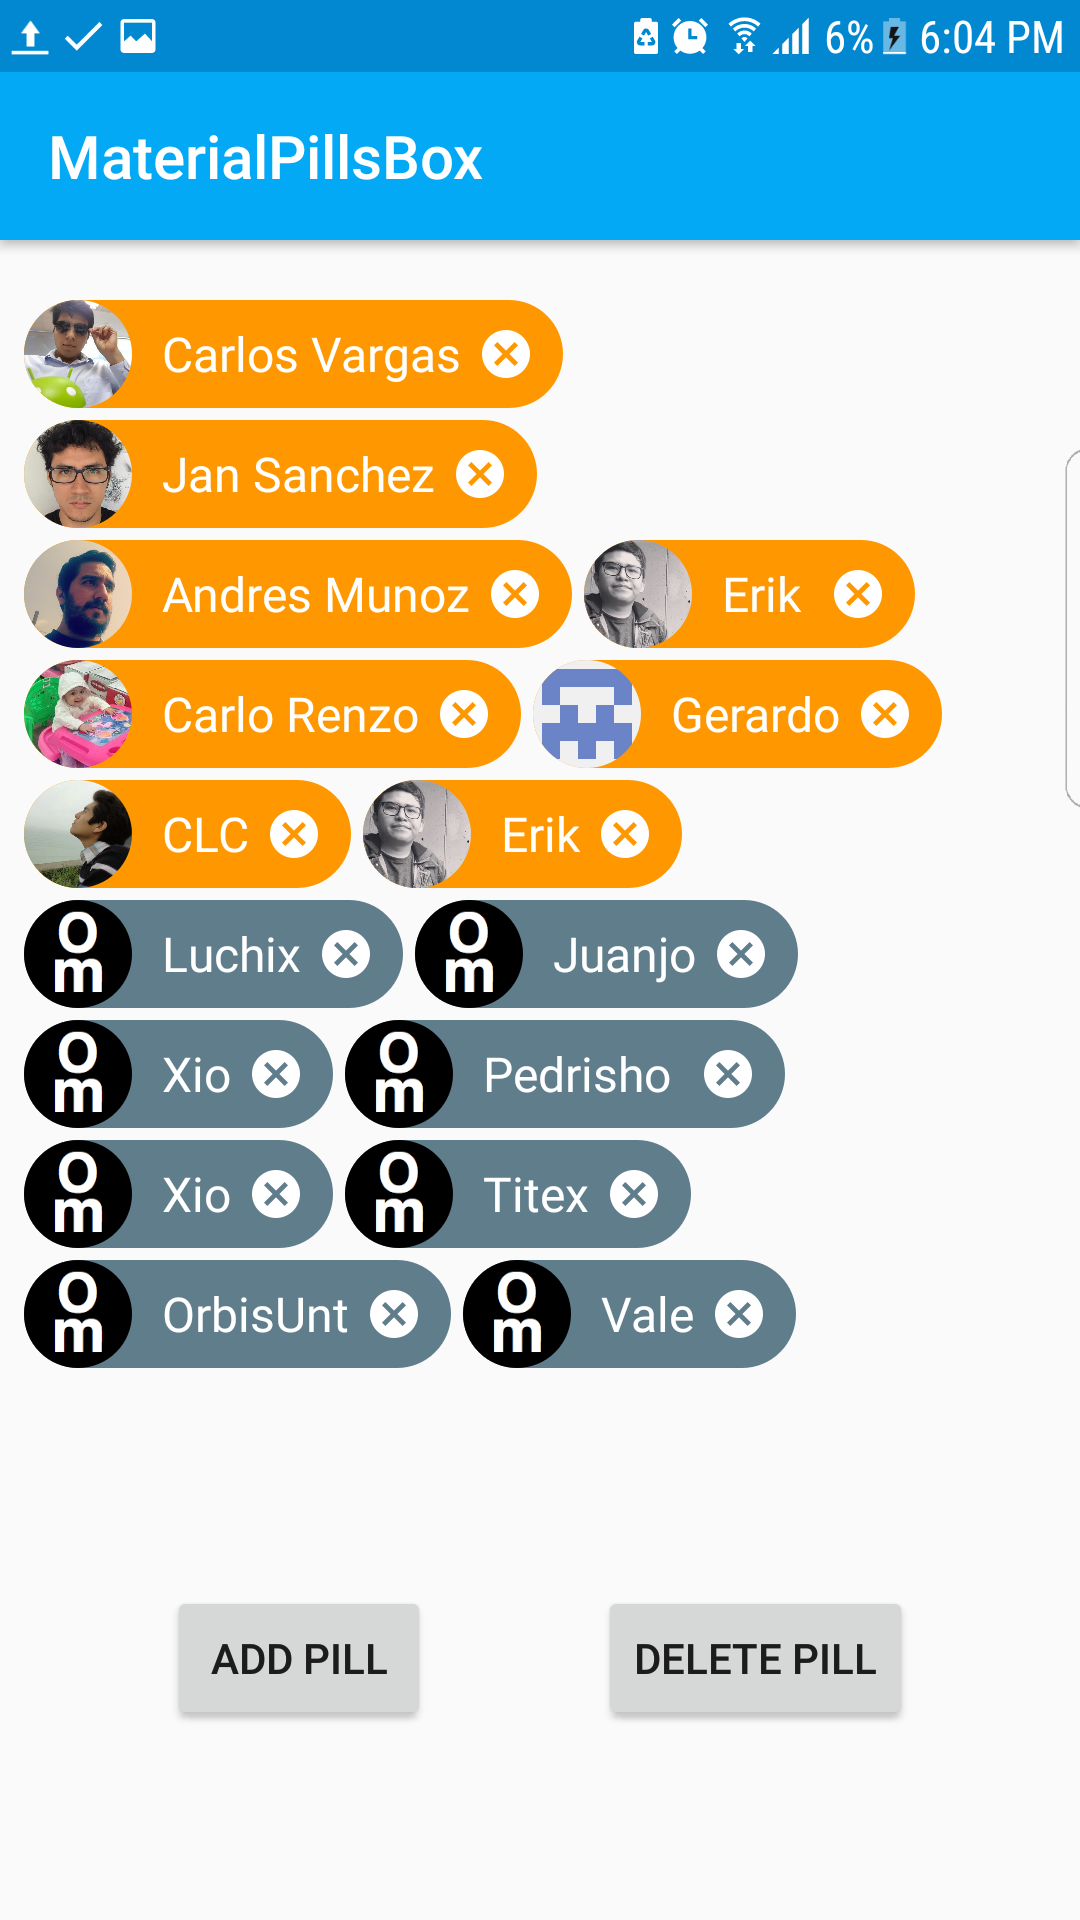 6% 6:04 PM
MaterialPillsBox
Carlos Vargas
Jan Sanchez
Andres Munoz Erik
Carlo Renzo Gerardo
CLC Erik
Om Luchix Om Juanjo
Om Xio Om Pedrisho
Om Xio Om Titex
Om OrbisUnt Om Vale
ADD PILL DELETE PILL